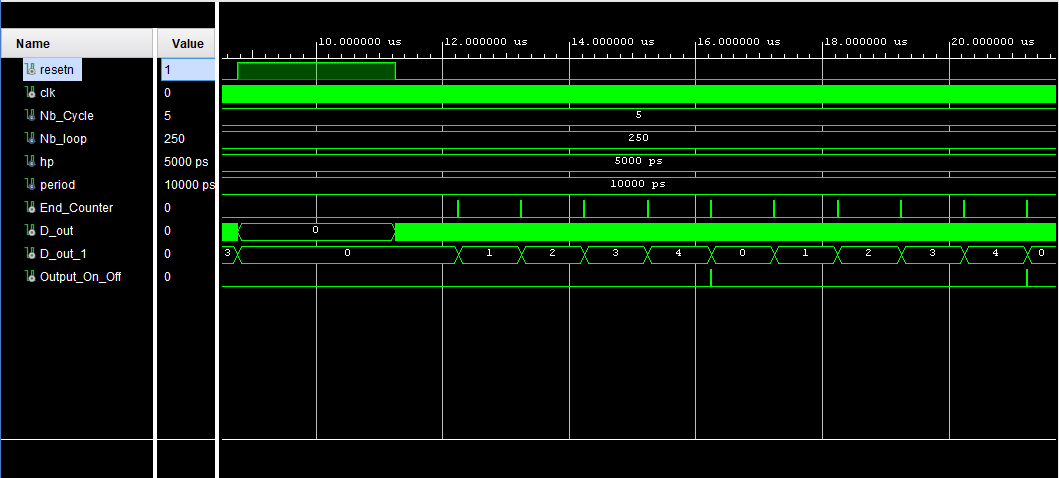 Name Value
10.000000 us 12.000000 us 14.000000 us 16.000000 us 18.000000 us 20.000000 us
resetn 1
clk 0
Nb_Cycle 5 5
Nb_loop 250 250
hp 5000 ps 5000 ps
period 10000 ps 10000 ps
End_Counter 0
D_out 0 0
D_out_1 0 3 0 1 2 3 4 0 1 2 3 4 0
Output_On_Off 0